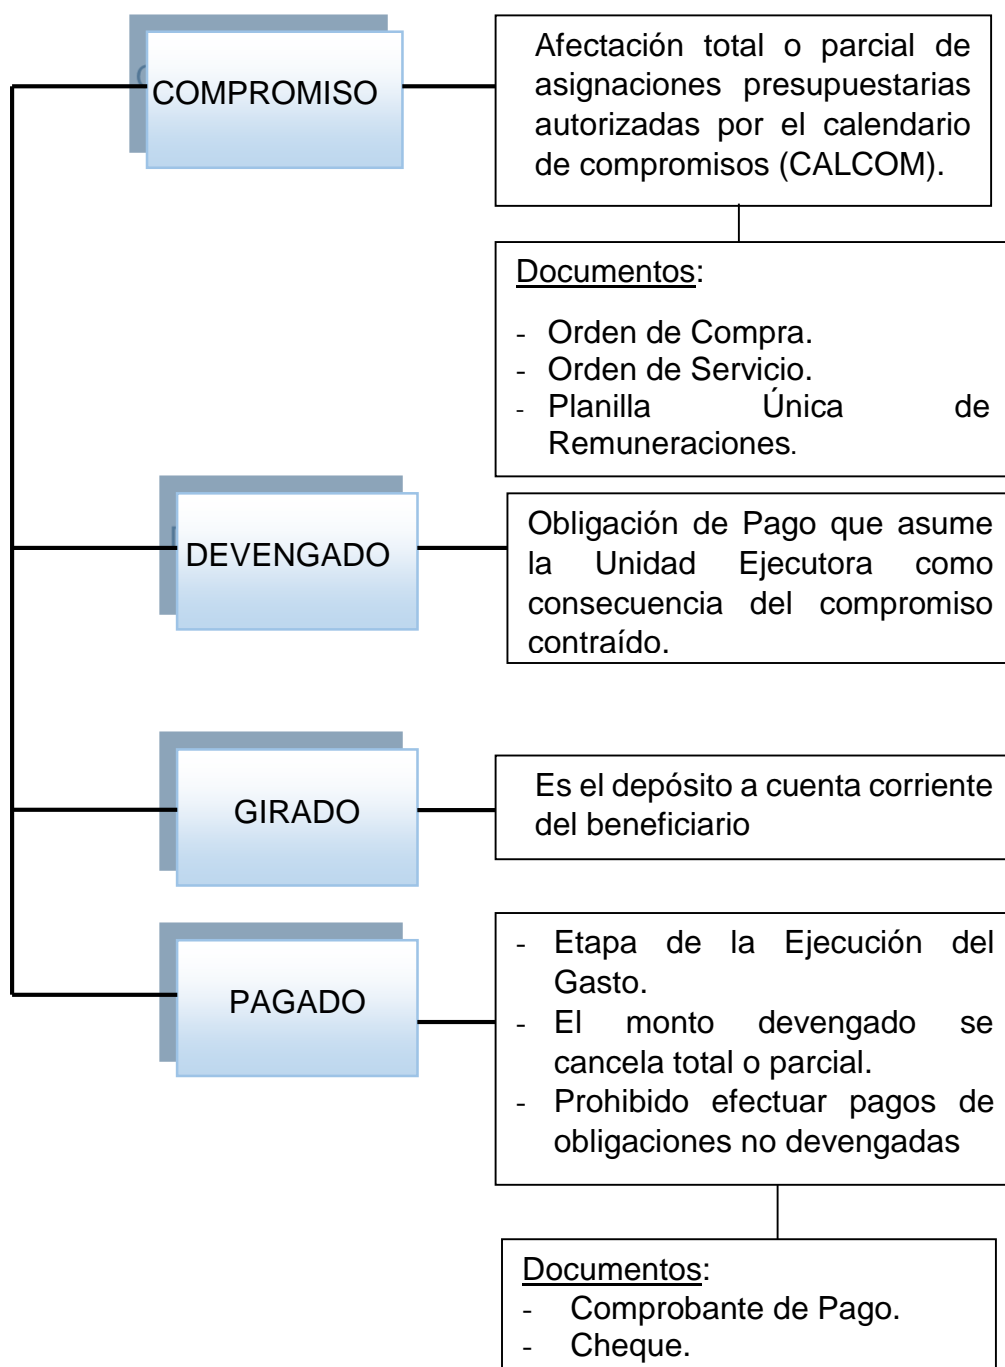 COMPROMISO
Afectación total o parcial de
asignaciones presupuestarias
autorizadas por el calendario
de compromisos (CALCOM).
Documentos:
- Orden de Compra.
- Orden de Servicio.
- Planilla Única de
Remuneraciones.
DEVENGADO
Obligación de Pago que asume
la Unidad Ejecutora como
consecuencia del compromiso
contraído.
GIRADO
Es el depósito a cuenta corriente
del beneficiario
PAGADO
- Etapa de la Ejecución del
Gasto.
- El monto devengado se
cancela total o parcial.
- Prohibido efectuar pagos de
obligaciones no devengadas
Documentos:
- Comprobante de Pago.
- Cheque.